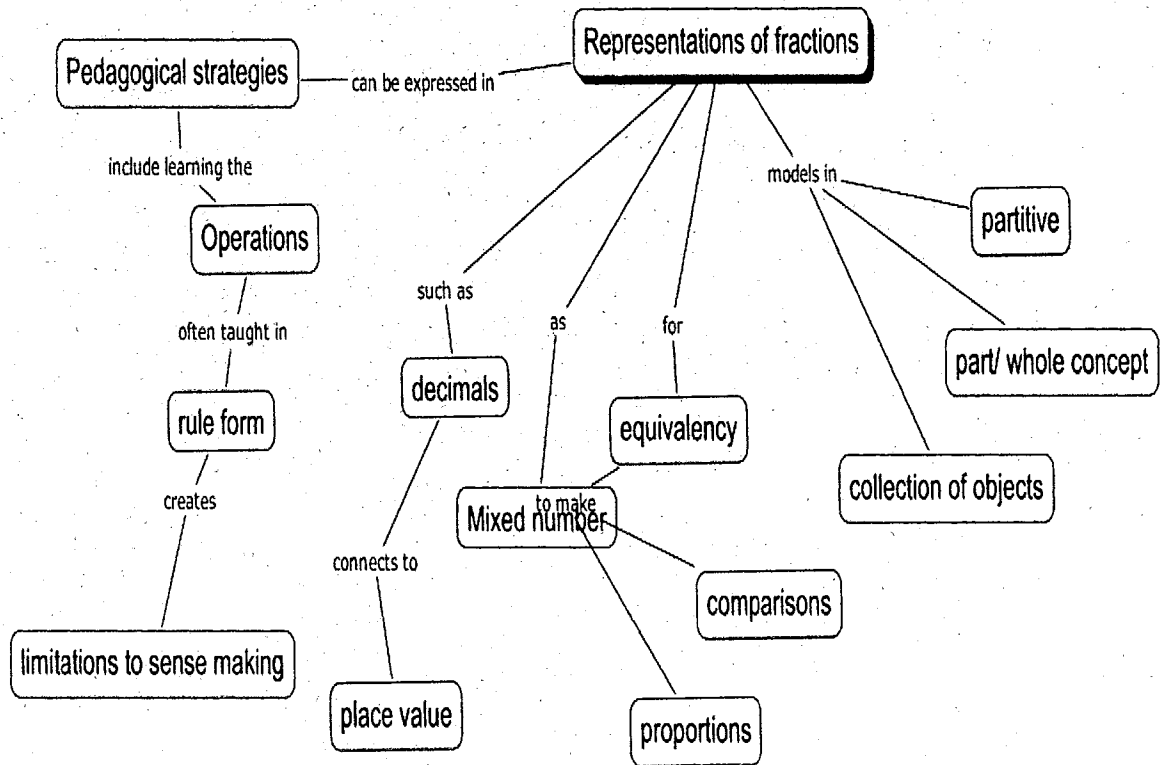 Representations of fractions
Pedagogical strategies
can be expressed in
include learning the
models in
partitive
Operations
such as
often taught in
as
for
decimals
part/ whole concept
rule form
equivalency
collection of objects
creates
to make
Mixed number
connects to
comparisons
limitations to sense making
place value
proportions